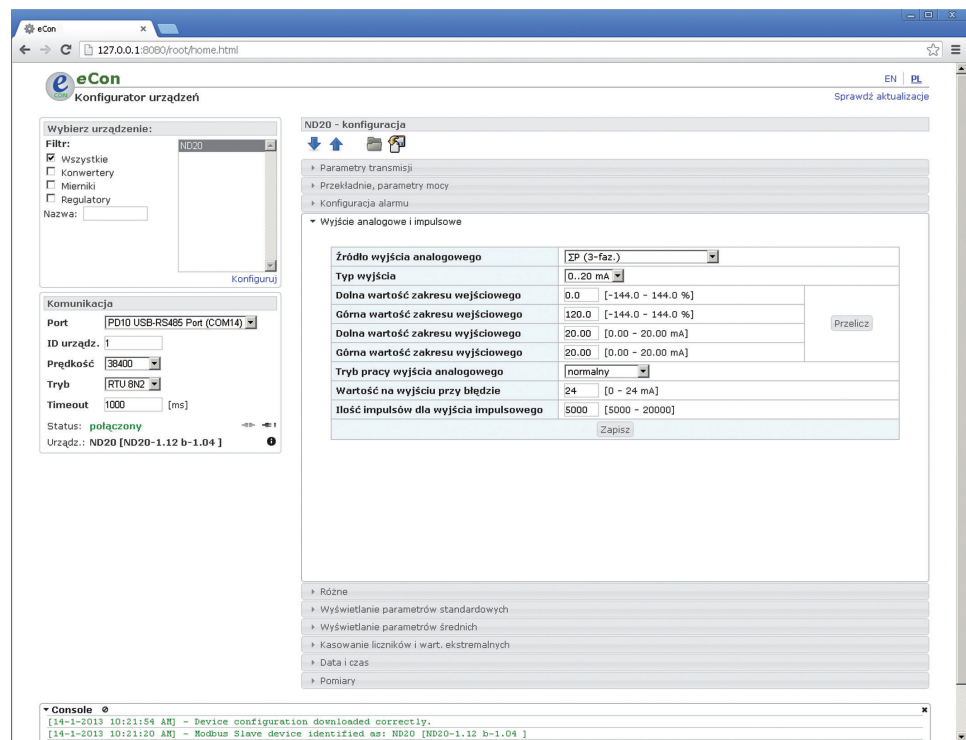 eCon
127.0.0.1:8080/root/home.html
e
CON
eCon
Konfigurator urządzeń
EN PL
Sprawdź aktualizacje
Wybierz urządzenie:
Filtr:
Wszystkie
Konwertery
Mierniki
Regulatory
Nazwa:
ND20
Konfiguruj
Komunikacja
Port PD10 USB-RS485 Port (COM14)
ID urządz. 1
Prędkość 38400
Tryb RTU 8N2
Timeout 1000 [ms]
Status: połączony
Urządz.: ND20 [ND20-1.12 b-1.04 ]
ND20 - konfiguracja
Parametry transmisji
Przekładnie, parametry mocy
Konfiguracja alarmu
Wyjście analogowe i impulsowe
Źródło wyjścia analogowego ΣP (3-faz.)
Typ wyjścia 0..20 mA
Dolna wartość zakresu wejściowego 0.0 [-144.0 - 144.0 %]
Górna wartość zakresu wejściowego 120.0 [-144.0 - 144.0 %]
Dolna wartość zakresu wyjściowego 20.00 [0.00 - 20.00 mA]
Górna wartość zakresu wyjściowego 20.00 [0.00 - 20.00 mA]
Przelicz
Tryb pracy wyjścia analogowego normalny
Wartość na wyjściu przy błędzie 24 [0 - 24 mA]
Ilość impulsów dla wyjścia impulsowego 5000 [5000 - 20000]
Zapisz
Różne
Wyświetlanie parametrów standardowych
Wyświetlanie parametrów średnich
Kasowanie liczników i wart. ekstremalnych
Data i czas
Pomiary
Console
[14-1-2013 10:21:54 AM] - Device configuration downloaded correctly.
[14-1-2013 10:21:20 AM] - Modbus Slave device identified as: ND20 [ND20-1.12 b-1.04 ]